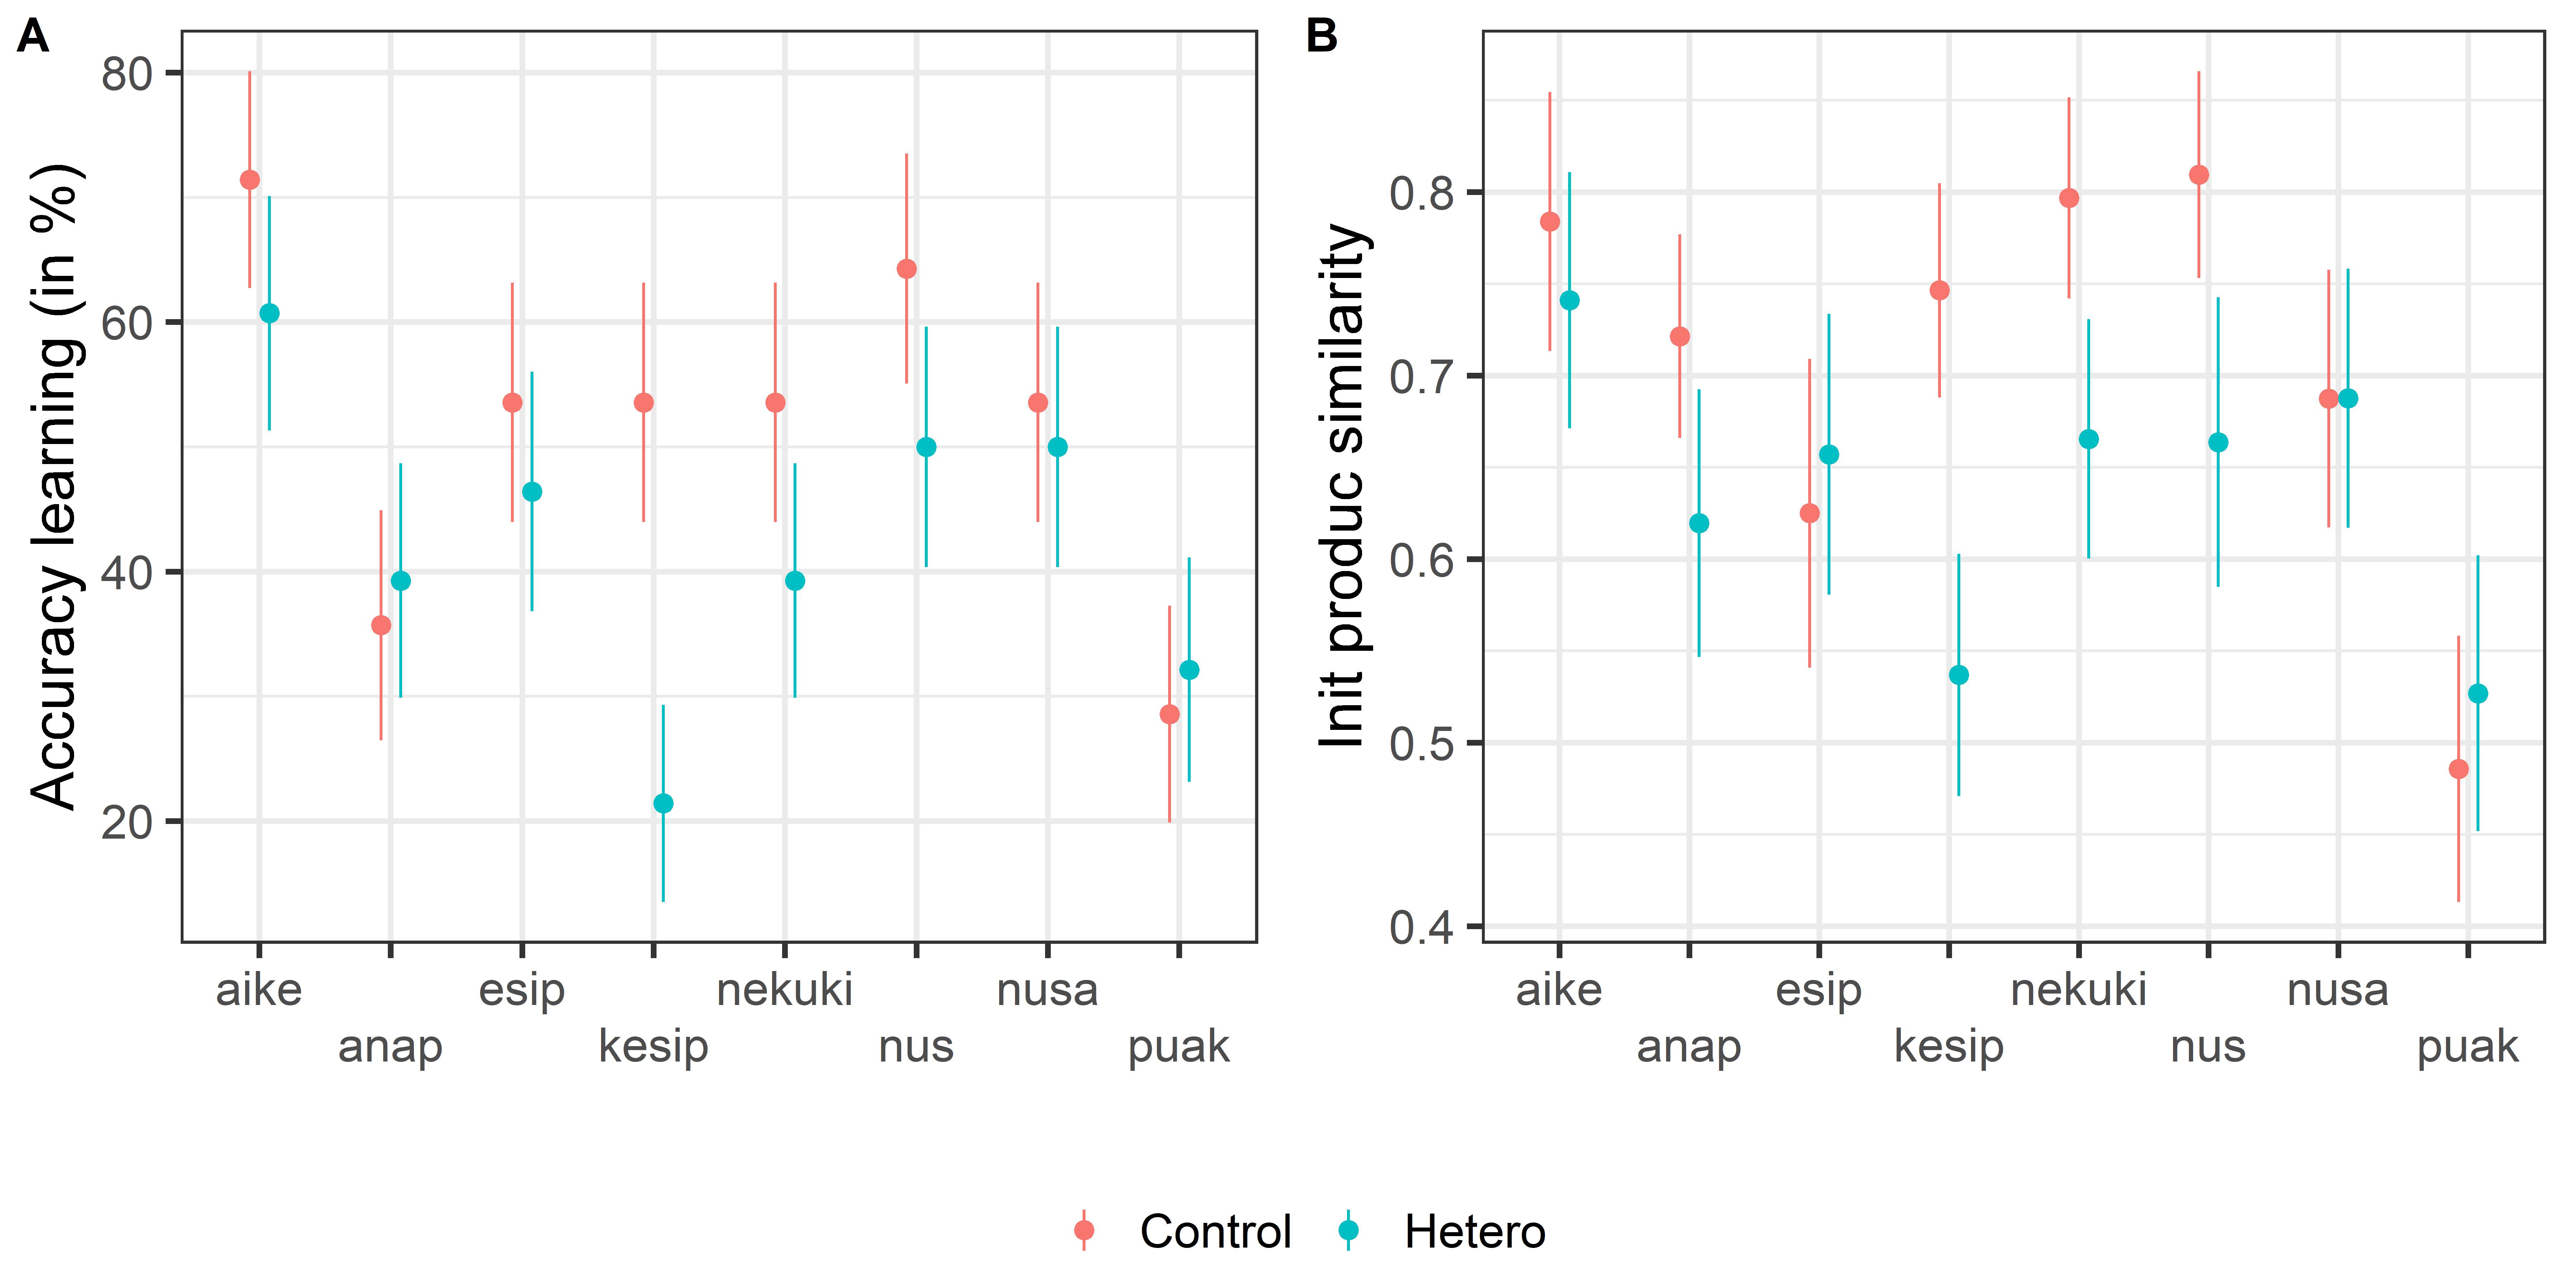 A
Accuracy learning (in %)
80
60
40
20
aike
esip
nekuki
nusa
anap
kesip
nus
puak
B
Init produc similarity
0.8
0.7
0.6
0.5
0.4
aike
esip
nekuki
nusa
anap
kesip
nus
puak
Control
Hetero